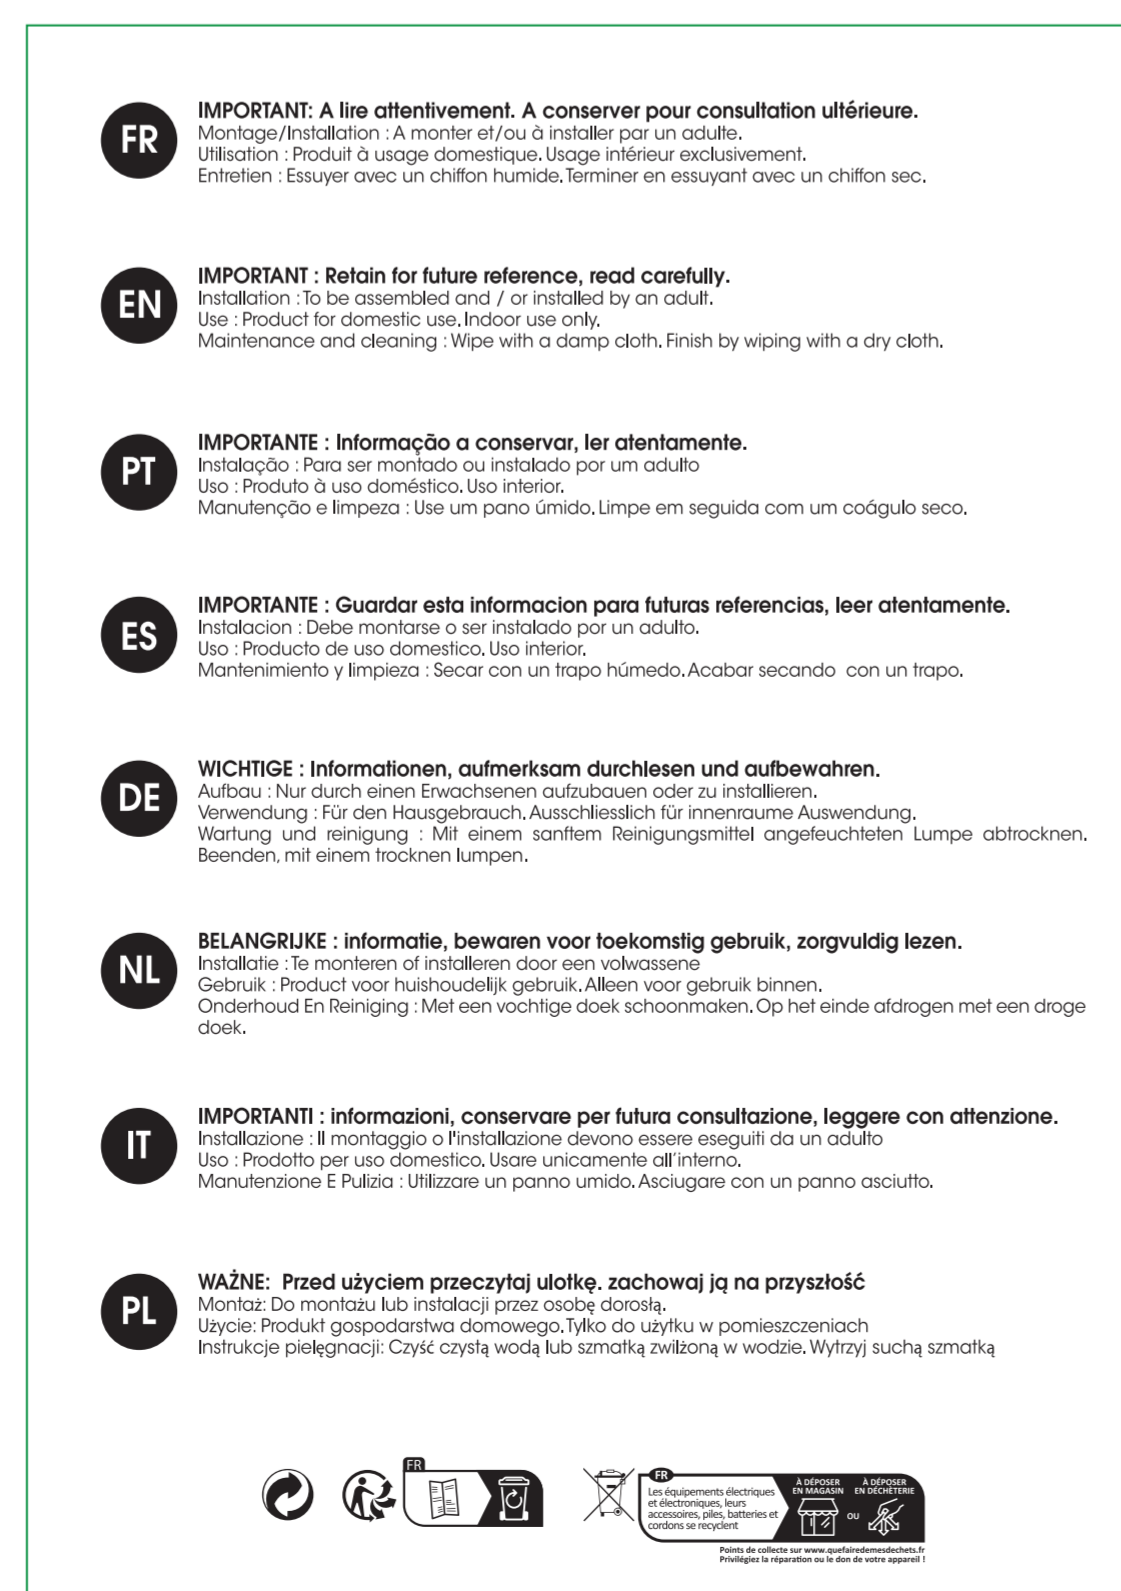 FR
IMPORTANT: A lire attentivement. A conserver pour consultation ultérieure.
Montage/Installation : A monter et/ou à installer par un adulte.
Utilisation : Produit à usage domestique. Usage intérieur exclusivement.
Entretien : Essuyer avec un chiffon humide. Terminer en essuyant avec un chiffon sec.
EN
IMPORTANT : Retain for future reference, read carefully.
Installation : To be assembled and / or installed by an adult.
Use : Product for domestic use. Indoor use only.
Maintenance and cleaning : Wipe with a damp cloth. Finish by wiping with a dry cloth.
PT
IMPORTANTE : Informação a conservar, ler atentamente.
Instalação : Para ser montado ou instalado por um adulto
Uso : Produto à uso doméstico. Uso interior.
Manutenção e limpeza : Use um pano úmido. Limpe em seguida com um coágulo seco.
ES
IMPORTANTE : Guardar esta informacion para futuras referencias, leer atentamente.
Instalacion : Debe montarse o ser instalado por un adulto.
Uso : Producto de uso domestico. Uso interior.
Mantenimiento y limpieza : Secar con un trapo húmedo. Acabar secando con un trapo.
DE
WICHTIGE : Informationen, aufmerksam durchlesen und aufbewahren.
Aufbau : Nur durch einen Erwachsenen aufzubauen oder zu installieren.
Verwendung : Für den Hausgebrauch. Ausschliesslich für innenraume Auswendung.
Wartung und reinigung : Mit einem sanftem Reinigungsmittel angefeuchteten Lumpe abtrocknen.
Beenden, mit einem trocknen lumpen.
NL
BELANGRIJKE : informatie, bewaren voor toekomstig gebruik, zorgvuldig lezen.
Installatie : Te monteren of installeren door een volwassene
Gebruik : Product voor huishoudelijk gebruik. Alleen voor gebruik binnen.
Onderhoud En Reiniging : Met een vochtige doek schoonmaken. Op het einde afdrogen met een droge
doek.
IT
IMPORTANTI : informazioni, conservare per futura consultazione, leggere con attenzione.
Installazione : Il montaggio o l'installazione devono essere eseguiti da un adulto
Uso : Prodotto per uso domestico. Usare unicamente all'interno.
Manutenzione E Pulizia : Utilizzare un panno umido. Asciugare con un panno asciutto.
PL
WAŻNE: Przed użyciem przeczytaj ulotkę. zachowaj ją na przyszłość
Montaż: Do montażu lub instalacji przez osobę dorosłą.
Użycie: Produkt gospodarstwa domowego. Tylko do użytku w pomieszczeniach
Instrukcje pielęgnacji: Czyść czystą wodą lub szmatką zwilżoną w wodzie. Wytrzyj suchą szmatką
FR
FR
Les équipements électriques
et électroniques, leurs
accessoires, piles, batteries et
cordons se recyclent
À DÉPOSER
EN MAGASIN
OU
À DÉPOSER
EN DÉCHÈTERIE
Points de collecte sur www.quefairedemesdechets.fr
Privilégiez la réparation ou le don de votre appareil !